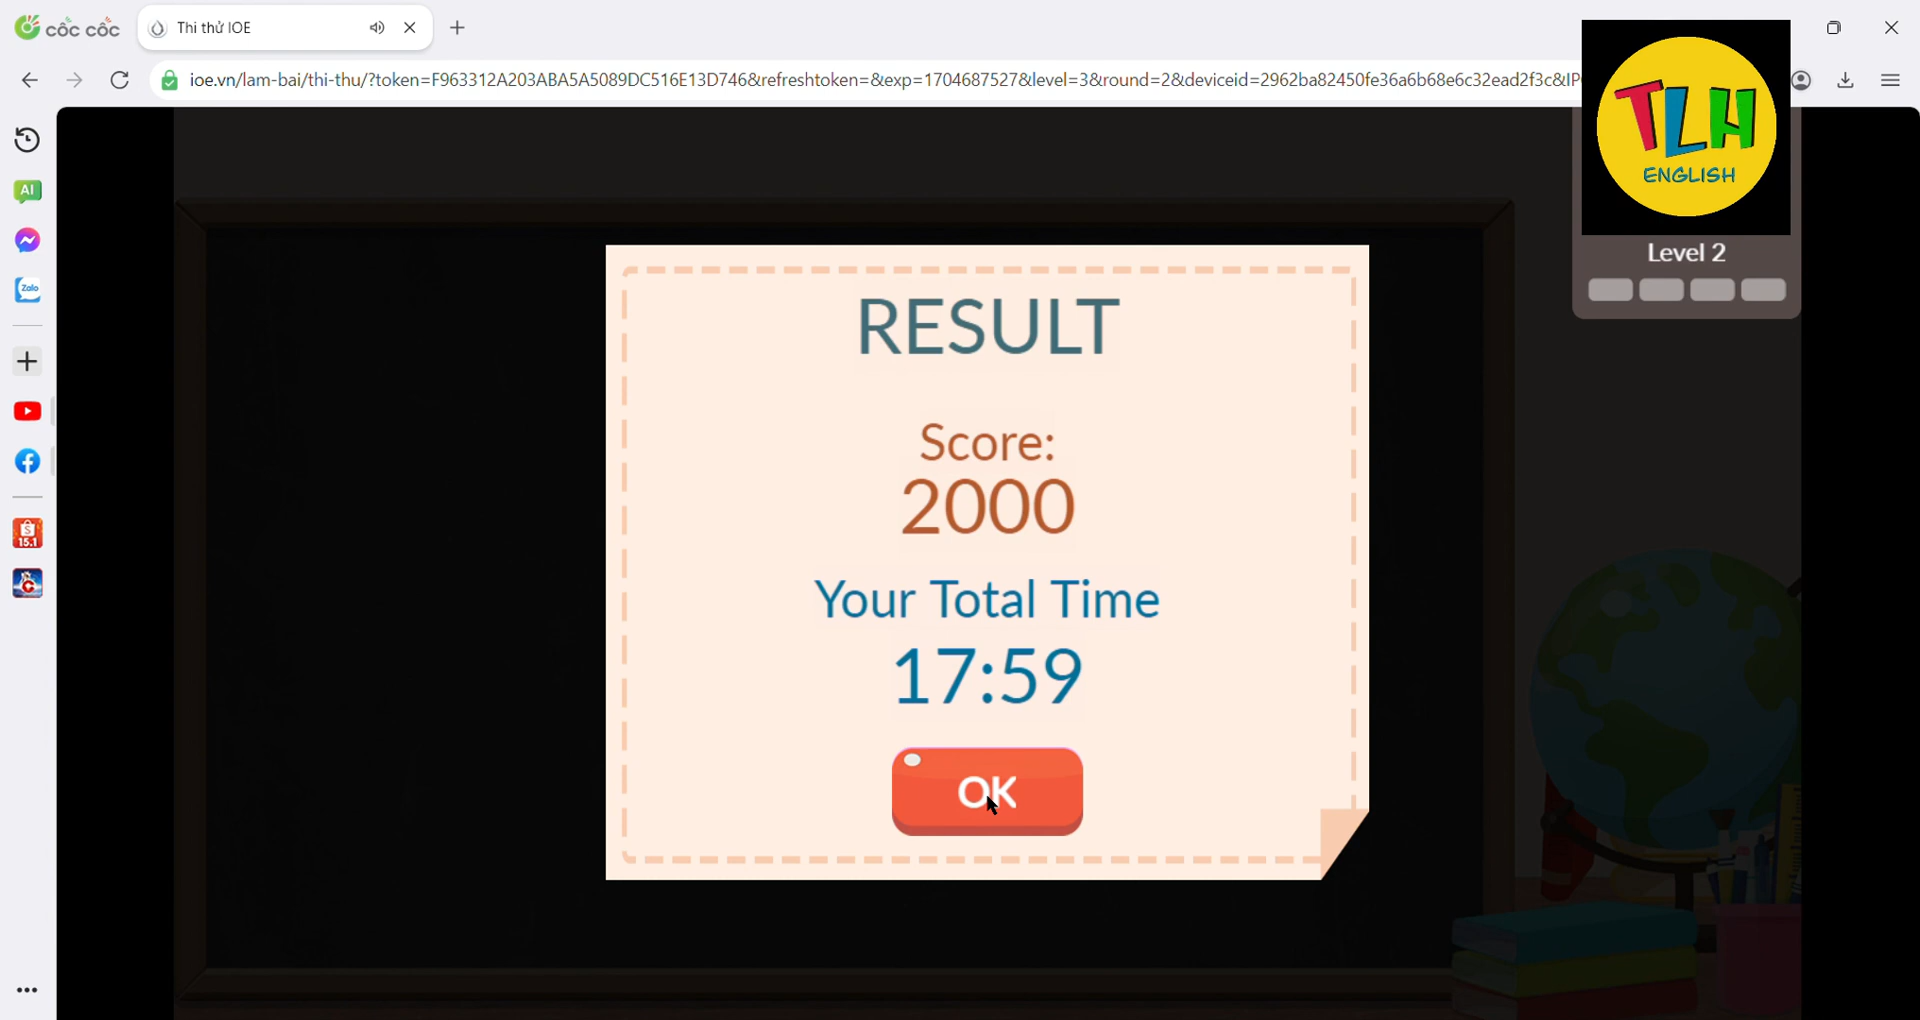 cốc cốc
Thi thử IOE
ioe.vn/lam-bai/thi-thu/?token=F963312A203ABA5A5089DC516E13D746&refreshtoken=&exp=1704687527&level=3&round=2&deviceid=2962ba82450fe36a6b68e6c32ead2f3c&IP
TLH
ENGLISH
AI
Level 2
Zalo
RESULT
Score:
2000
15.1
Your Total Time
17:59
OK